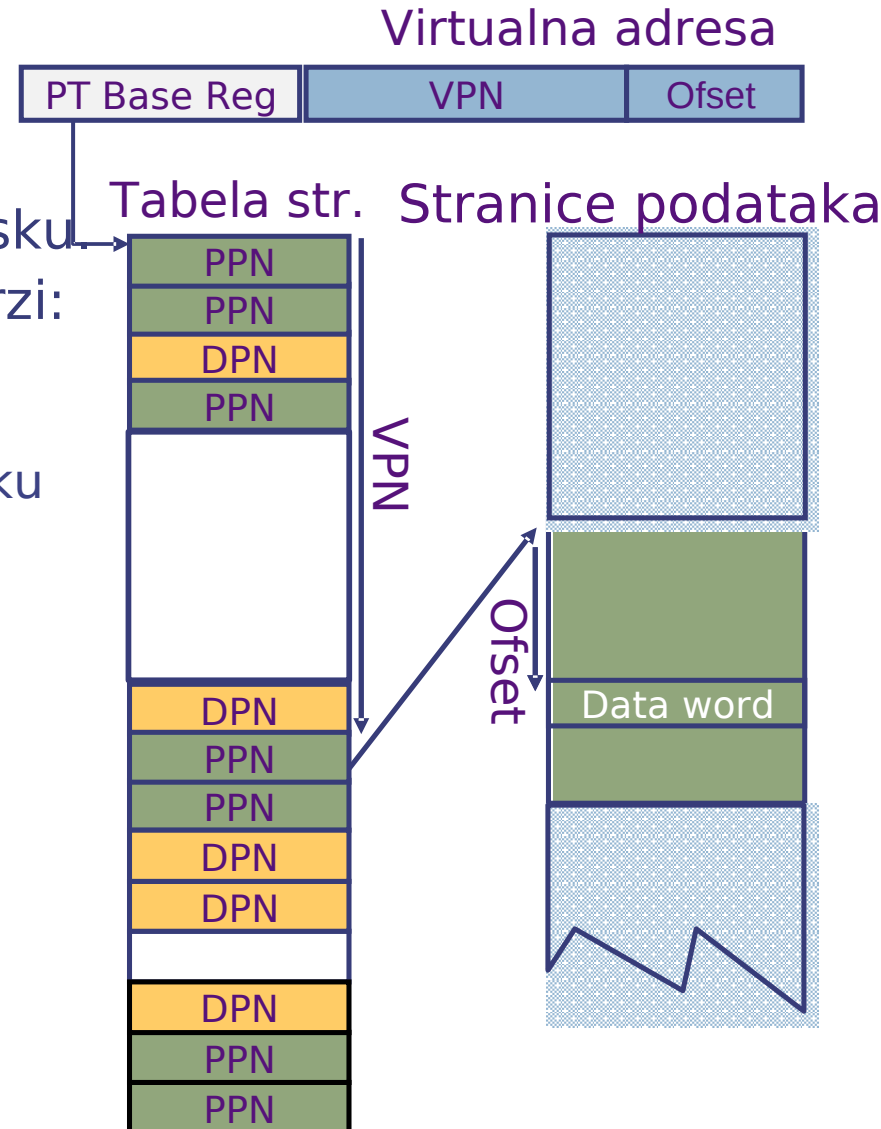 Virtualna adresa
PT Base Reg VPN Ofset
Tabela str. Stranice podataka
PPN
PPN
DPN
PPN
VPN
DPN
PPN
PPN
DPN
DPN
DPN
PPN
PPN
Ofset
Data word